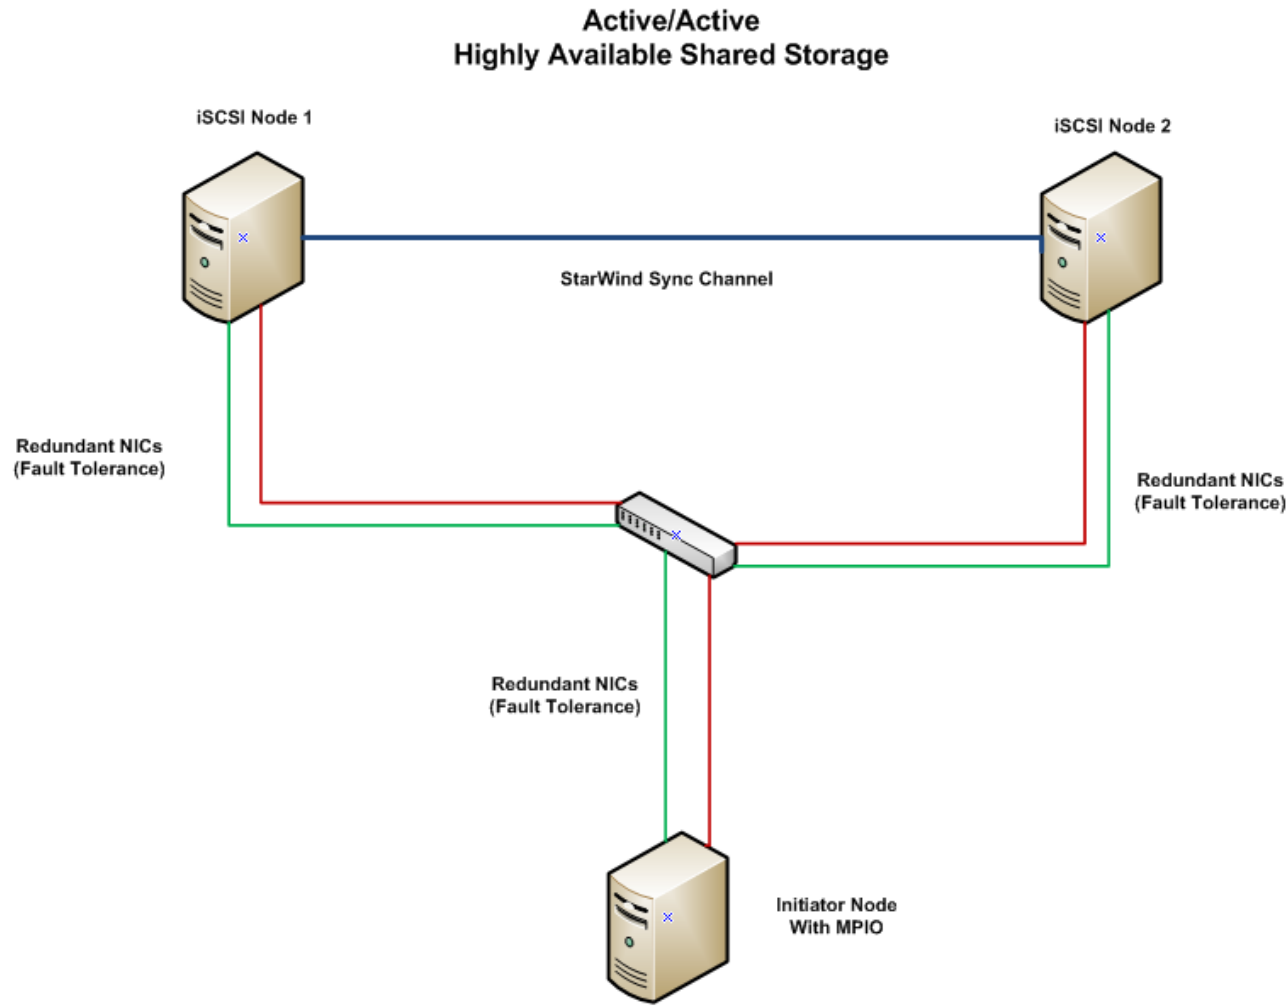 Active/Active
Highly Available Shared Storage
iSCSI Node 1
iSCSI Node 2
StarWind Sync Channel
Redundant NICs
(Fault Tolerance)
Redundant NICs
(Fault Tolerance)
Redundant NICs
(Fault Tolerance)
Initiator Node
With MPIO